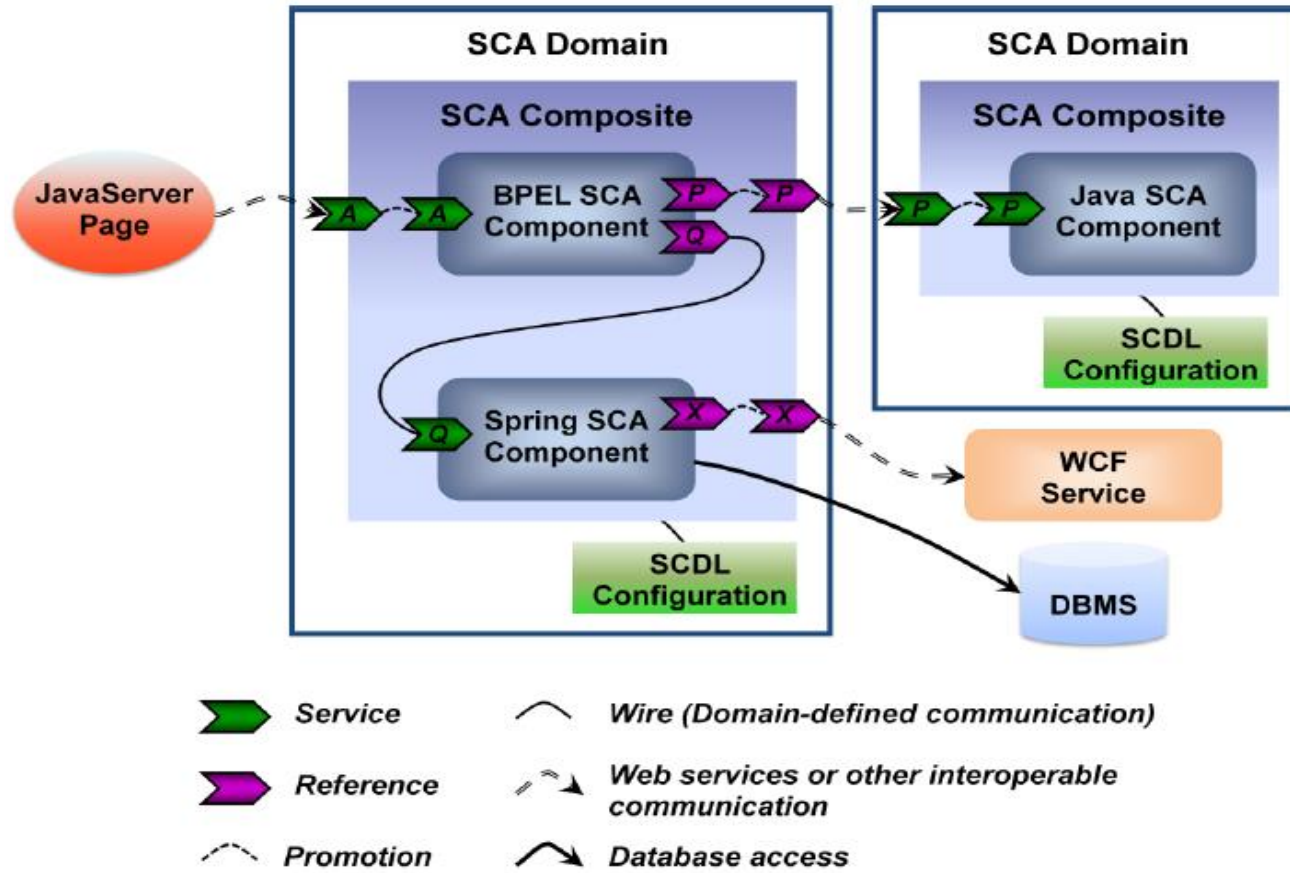 SCA Domain
SCA Composite
JavaServer
Page
A
A
BPEL SCA
Component
P
P
Q
Q
Spring SCA
Component
X
X
SCDL
Configuration
SCA Domain
SCA Composite
P
P
Java SCA
Component
SCDL
Configuration
WCF
Service
DBMS
Service
Wire (Domain-defined communication)
Reference
Web services or other interoperable
communication
Promotion
Database access